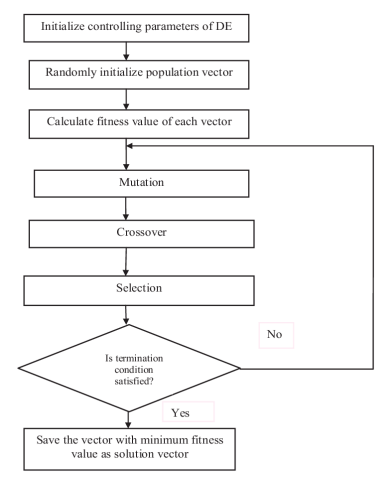 Initialize controlling parameters of DE
Randomly initialize population vector
Calculate fitness value of each vector
Mutation
Crossover
Selection
Is termination
condition
satisfied?
No
Yes
Save the vector with minimum fitness
value as solution vector